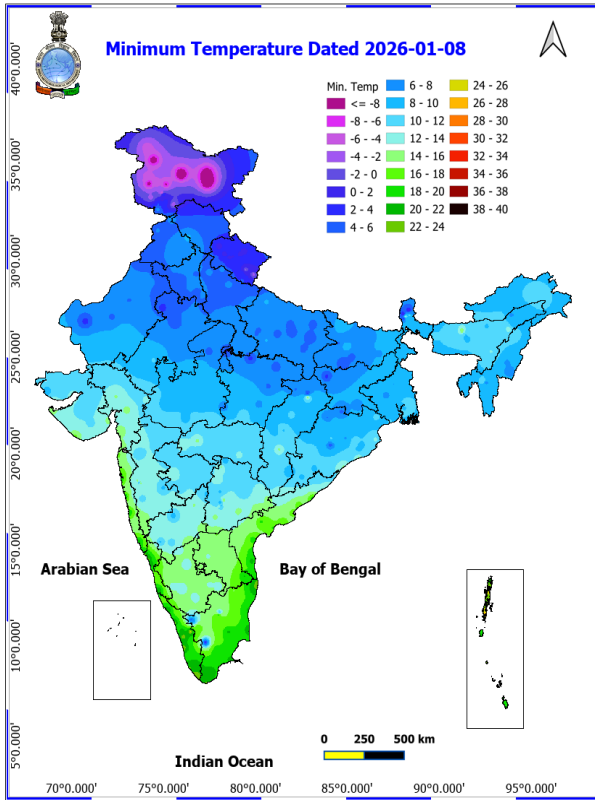 Minimum Temperature Dated 2026-01-08
Min. Temp
<= -8
-8 - -6
-6 - -4
-4 - -2
-2 - 0
0 - 2
2 - 4
4 - 6
6 - 8
8 - 10
10 - 12
12 - 14
14 - 16
16 - 18
18 - 20
20 - 22
22 - 24
24 - 26
26 - 28
28 - 30
30 - 32
32 - 34
34 - 36
36 - 38
38 - 40
40°0.000'
35°0.000'
30°0.000'
25°0.000'
20°0.000'
15°0.000'
10°0.000'
5°0.000'
Arabian Sea
Bay of Bengal
Indian Ocean
0 250 500 km
70°0.000' 75°0.000' 80°0.000' 85°0.000' 90°0.000' 95°0.000'